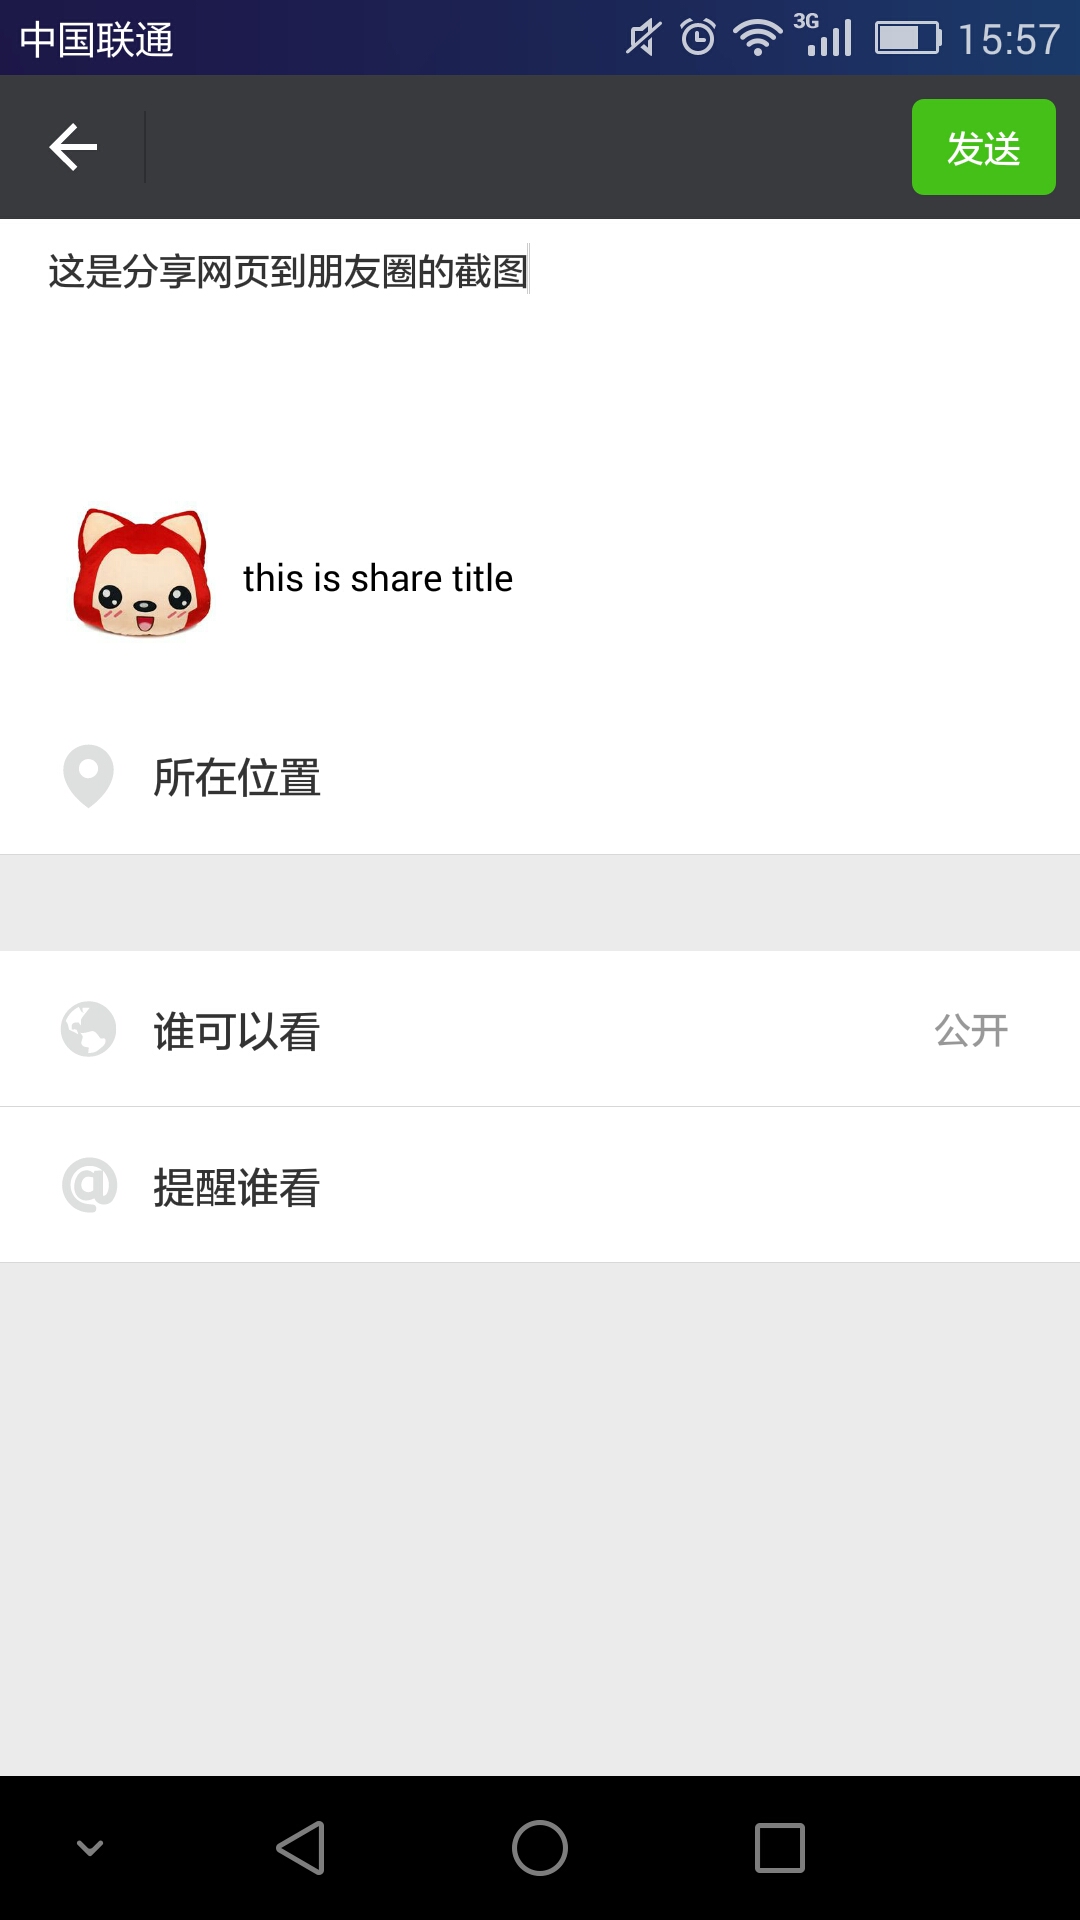 中国联通
3G
15:57
发送
这是分享网页到朋友圈的截图
this is share title
所在位置
谁可以看
公开
提醒谁看